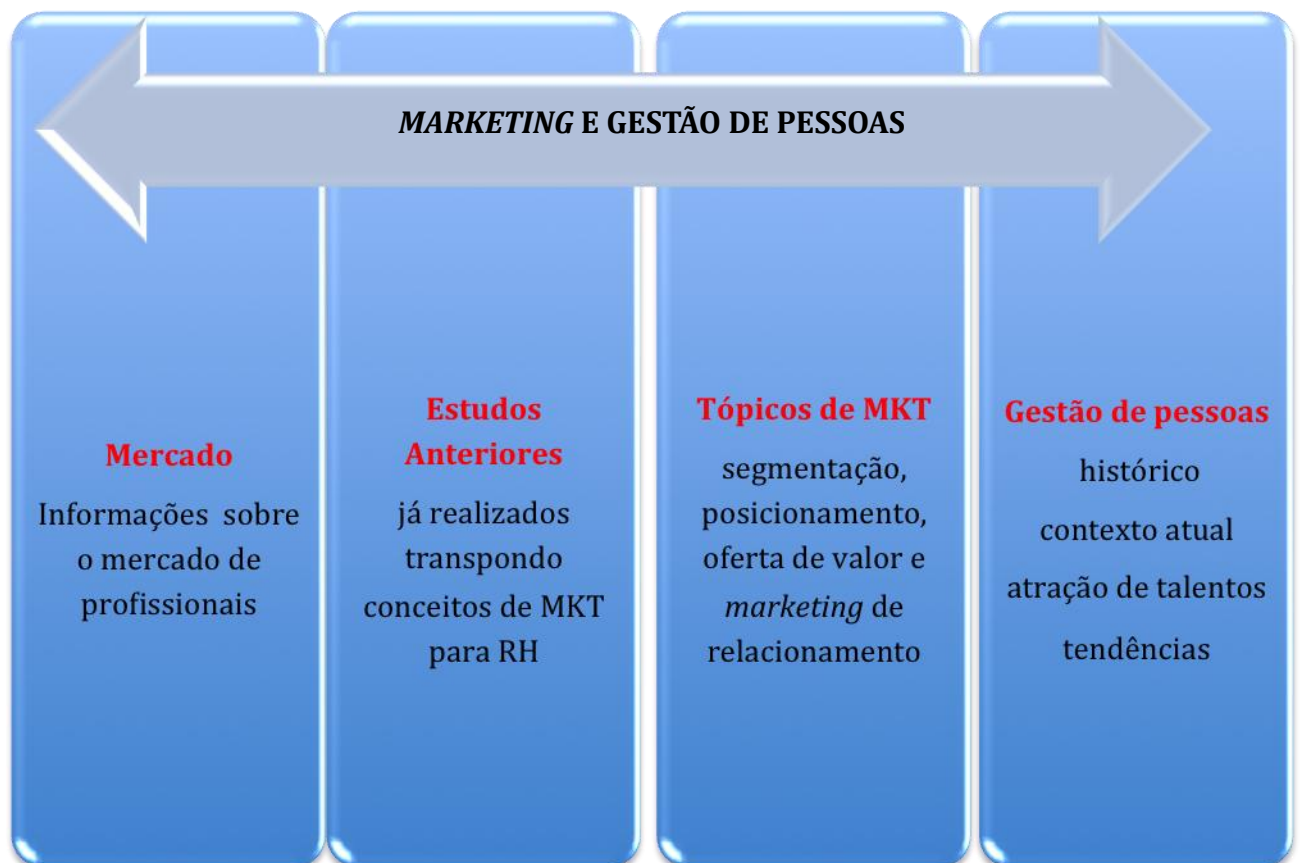 MARKETING E GESTÃO DE PESSOAS
Mercado
Informações sobre
o mercado de
profissionais
Estudos
Anteriores
já realizados
transpondo
conceitos de MKT
para RH
Tópicos de MKT
segmentação,
posicionamento,
oferta de valor e
marketing de
relacionamento
Gestão de pessoas
histórico
contexto atual
atração de talentos
tendências